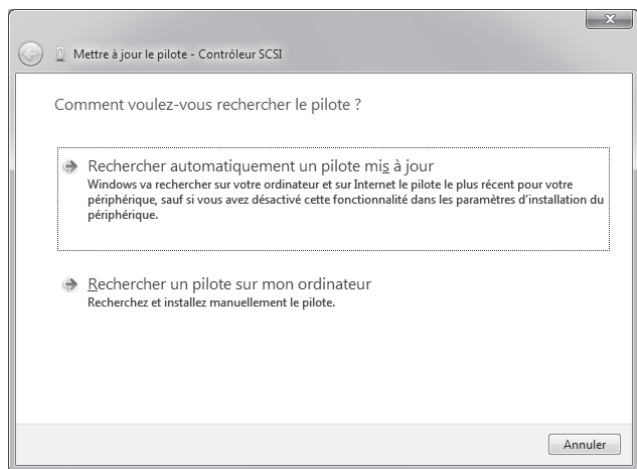 x
Mettre à jour le pilote - Contrôleur SCSI
Comment voulez-vous rechercher le pilote ?
Rechercher automatiquement un pilote mis à jour
Windows va rechercher sur votre ordinateur et sur Internet le pilote le plus récent pour votre
périphérique, sauf si vous avez désactivé cette fonctionnalité dans les paramètres d'installation du
périphérique.
Rechercher un pilote sur mon ordinateur
Recherchez et installez manuellement le pilote.
Annuler